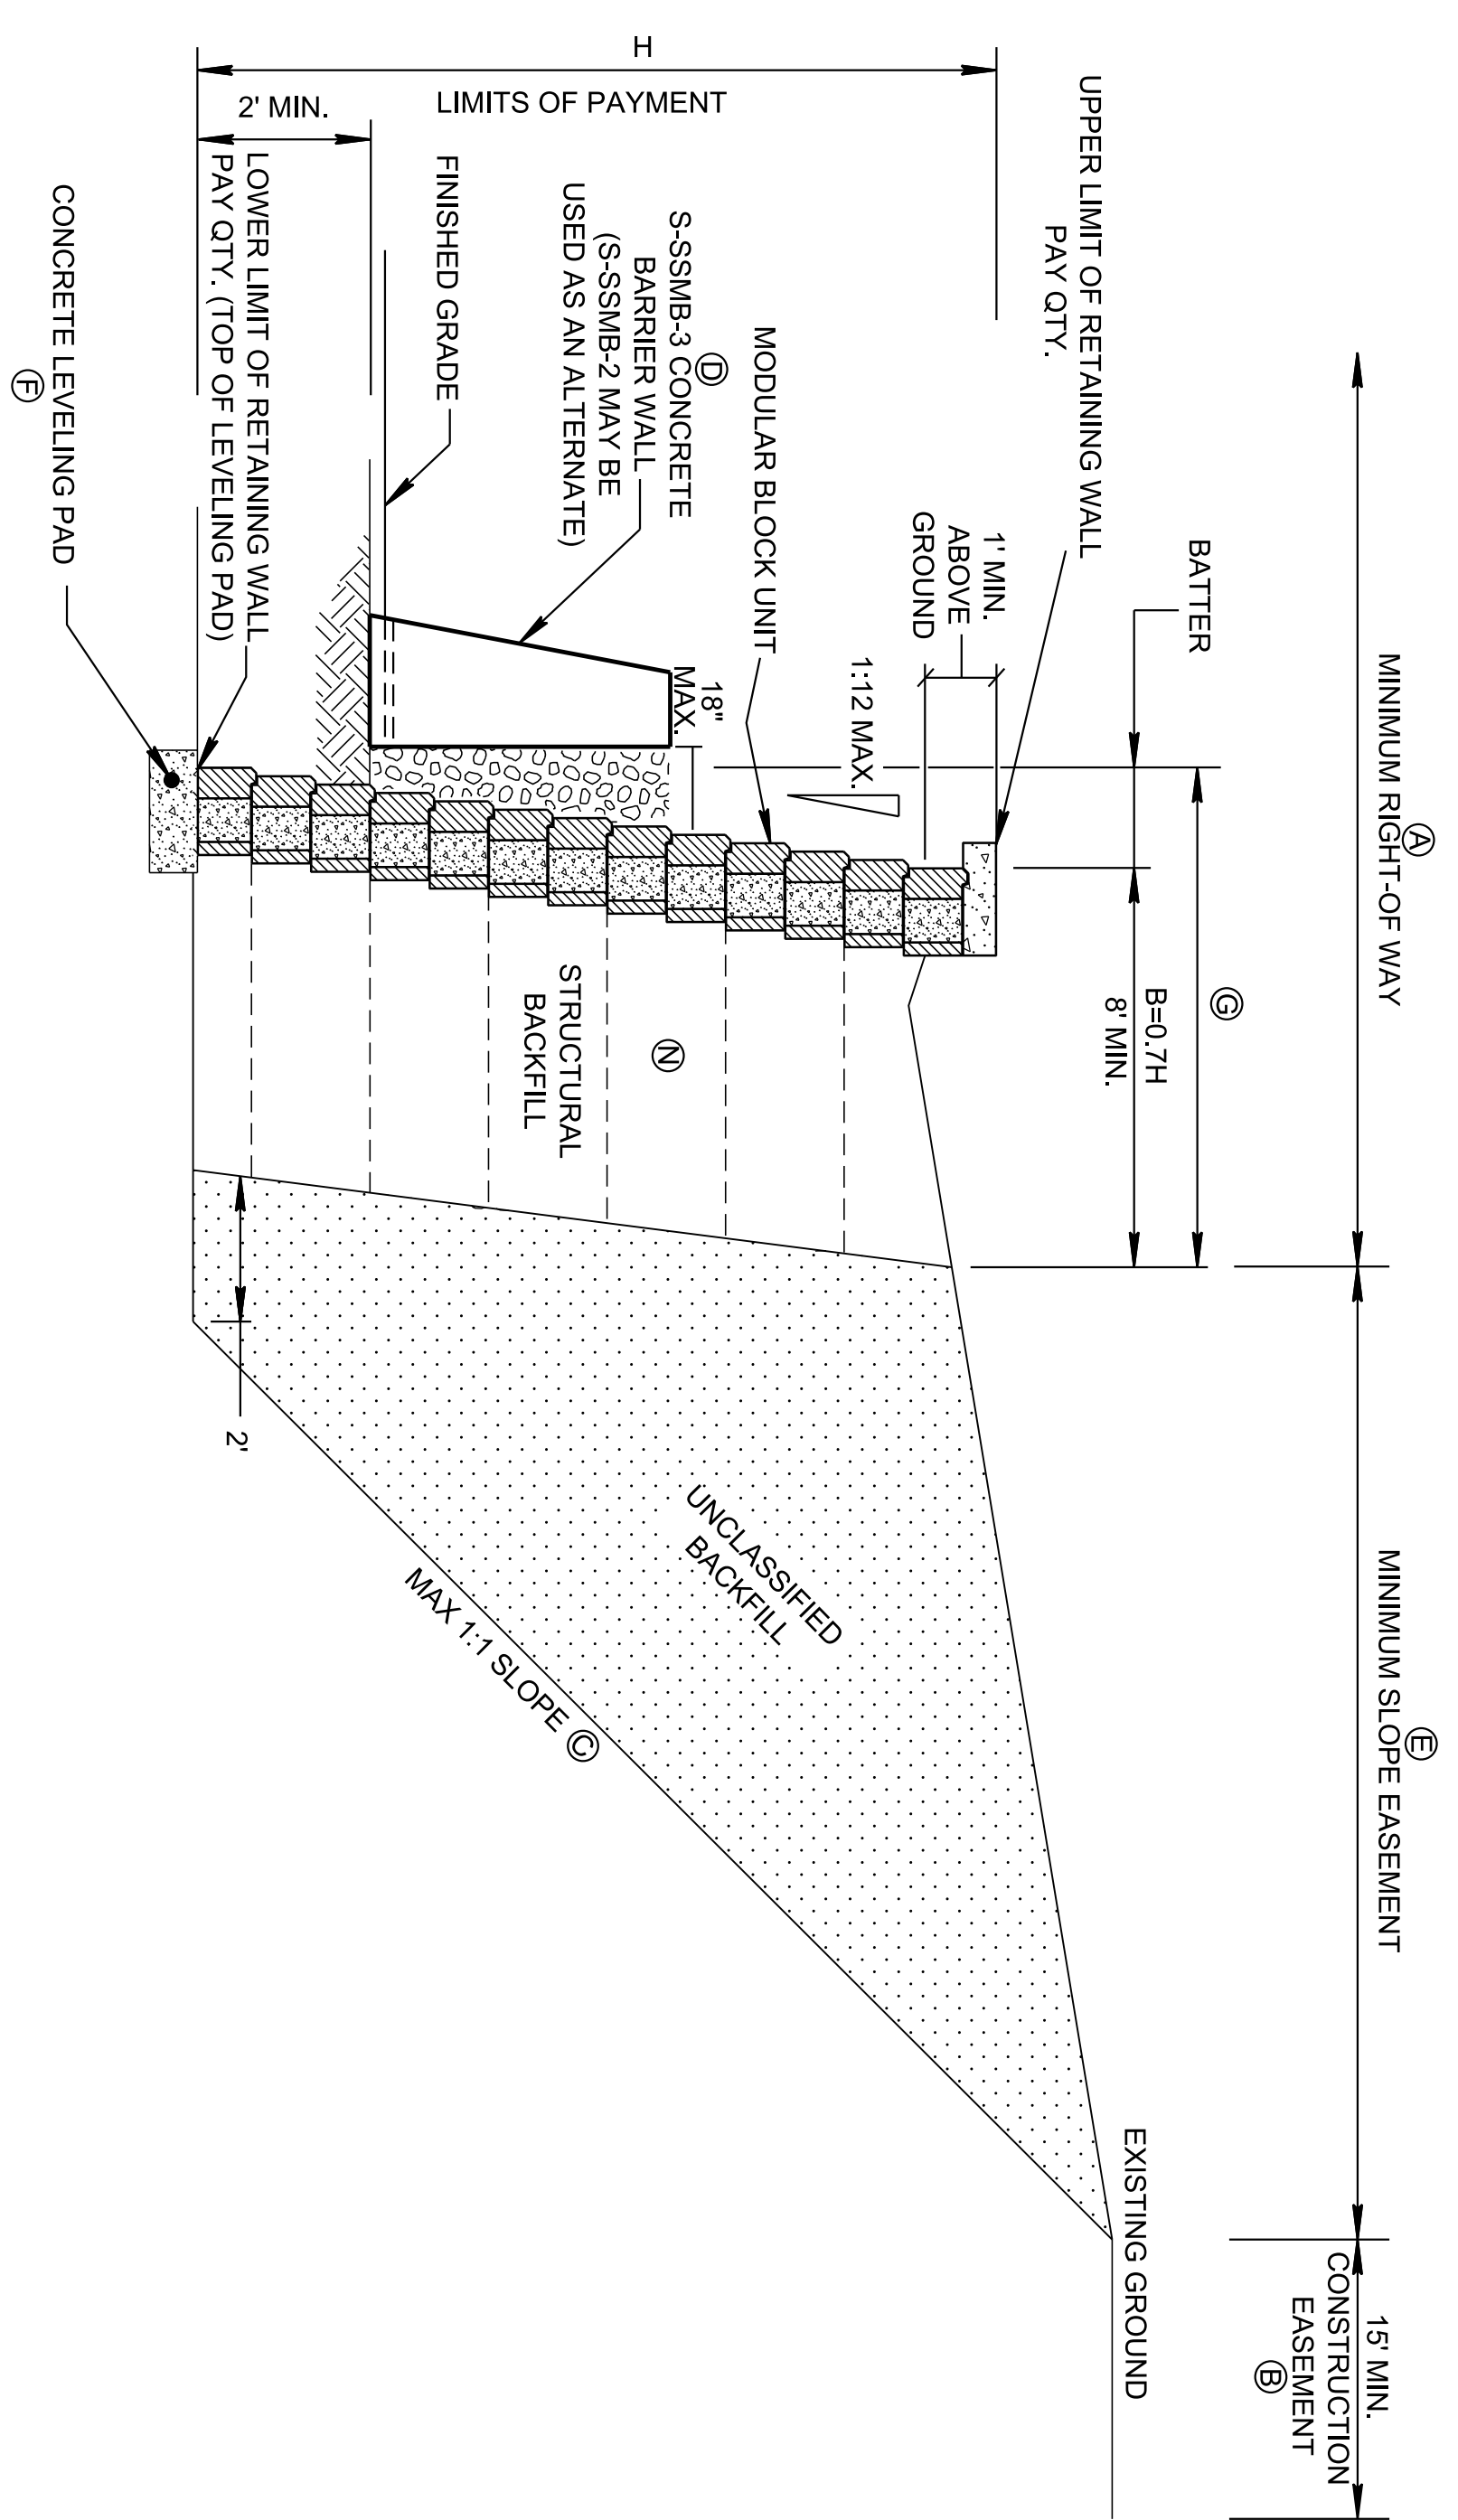 Ⓐ
MINIMUM RIGHT-OF WAY
Ⓔ
MINIMUM SLOPE EASEMENT
15' MIN.
CONSTRUCTION
EASEMENT
Ⓑ
BATTER
Ⓖ
B=0.7H
8' MIN.
EXISTING GROUND
UPPER LIMIT OF RETAINING WALL
PAY QTY.
1' MIN.
ABOVE
GROUND
1:12 MAX.
MODULAR BLOCK UNIT
18"
MAX.
Ⓓ
S-SSMB-3 CONCRETE
BARRIER WALL
(S-SSMB-2 MAY BE
USED AS AN ALTERNATE)
H
LIMITS OF PAYMENT
2' MIN.
FINISHED GRADE
Ⓝ
STRUCTURAL
BACKFILL
UNCLASSIFIED
BACKFILL
MAX 1:1 SLOPE Ⓒ
2'
LOWER LIMIT OF RETAINING WALL
PAY QTY. (TOP OF LEVELING PAD)
CONCRETE LEVELING PAD
Ⓕ